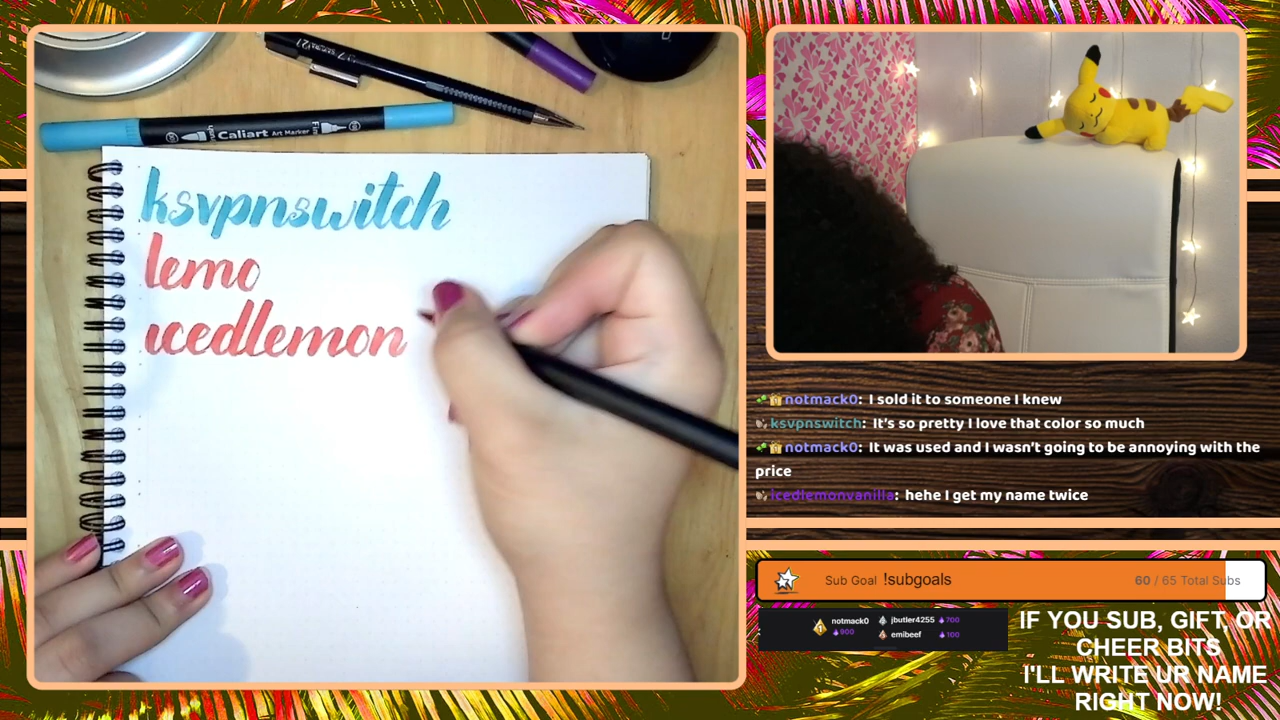 Caliart Art Marker
ksvpnswitch
lemo
icedlemon
notmack0: I sold it to someone I knew
ksvpnswitch: It's so pretty I love that color so much
notmack0: It was used and I wasn't going to be annoying with the
price
icedlemonvanilla: hehe I get my name twice
Sub Goal !subgoals 60 / 65 Total Subs
1 notmack0 900
jbutler4255 700
emibeef 100
IF YOU SUB, GIFT, OR
CHEER BITS
I'LL WRITE UR NAME
RIGHT NOW!